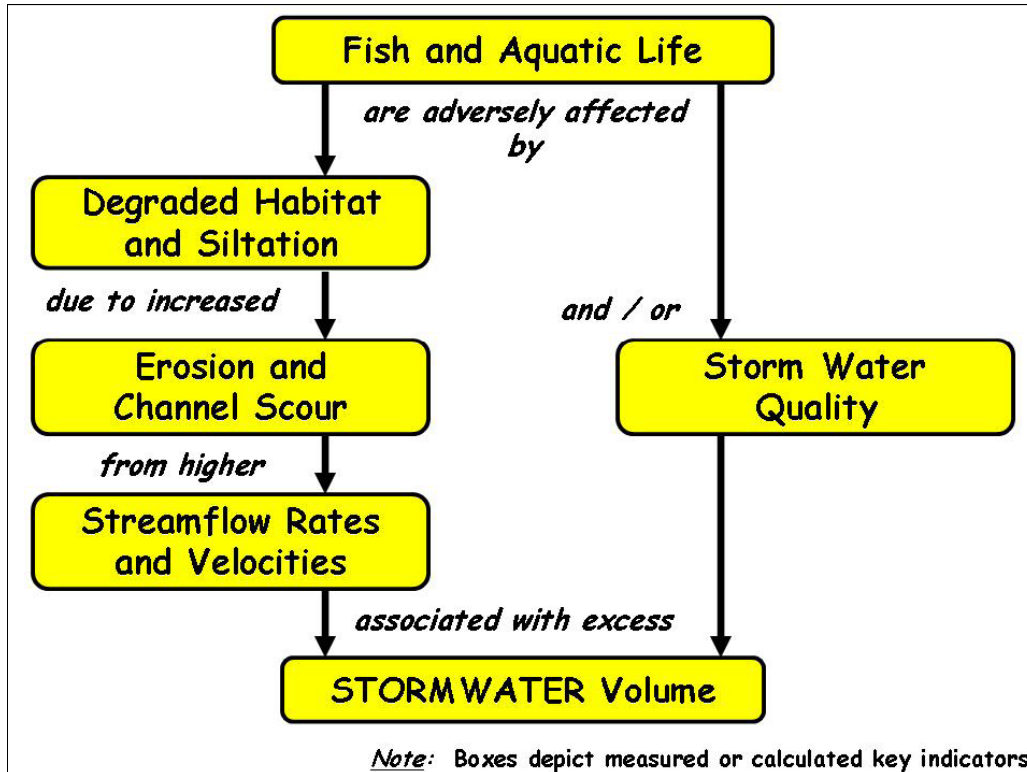 Fish and Aquatic Life
are adversely affected
by
Degraded Habitat
and Siltation
due to increased
and / or
Erosion and
Channel Scour
Storm Water
Quality
from higher
Streamflow Rates
and Velocities
associated with excess
STORMWATER Volume
Note: Boxes depict measured or calculated key indicators